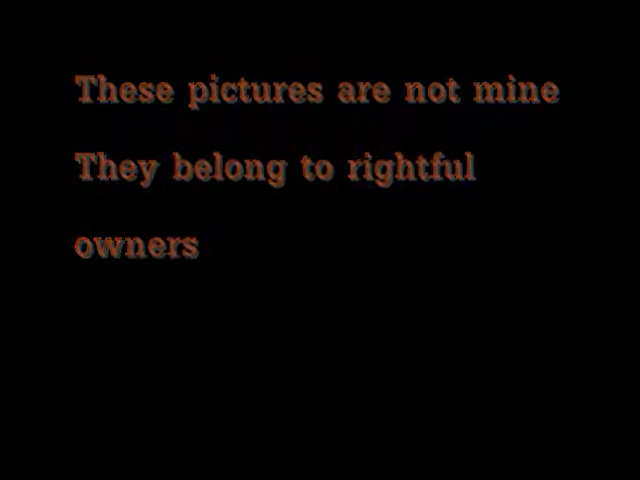 These pictures are not mine
They belong to rightful
owners